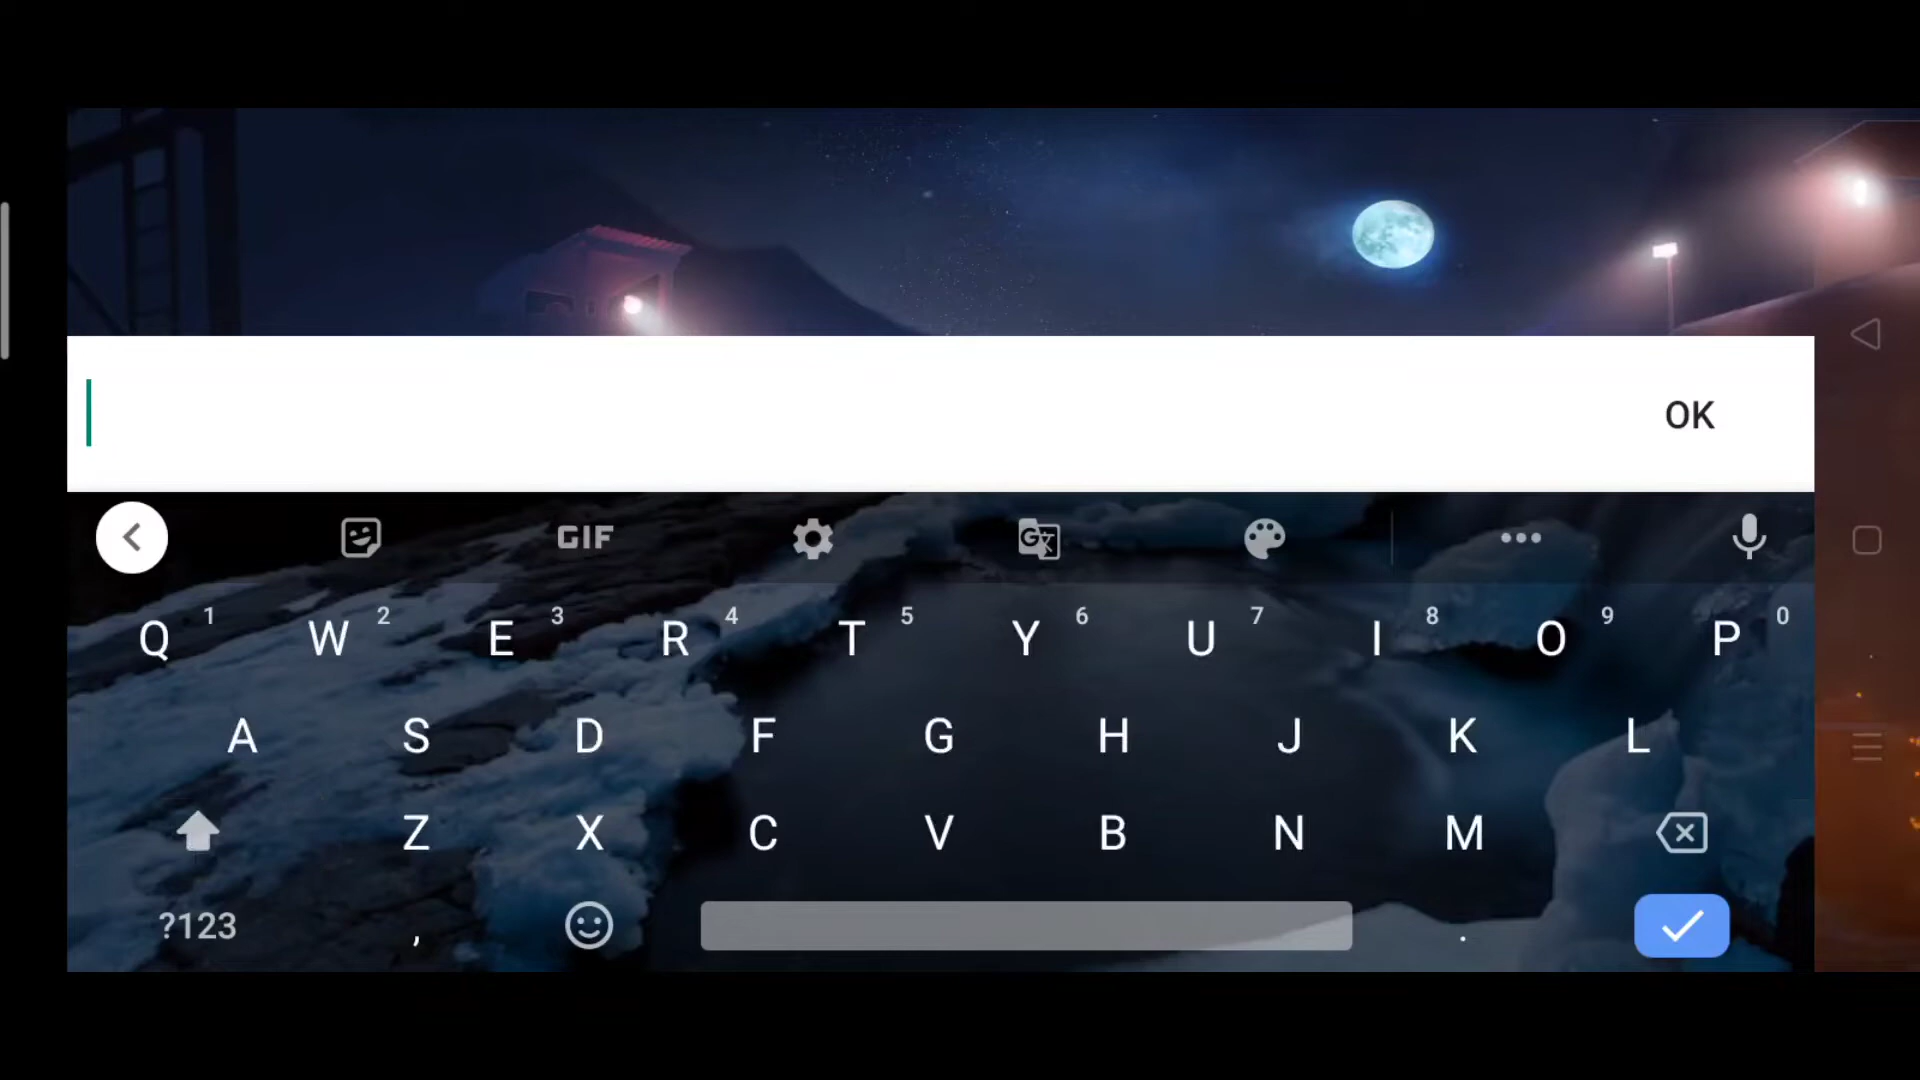 OK
GIF
Q 1 W 2 E 3 R 4 T 5 Y 6 U 7 I 8 O 9 P 0
A S D F G H J K L
Z X C V B N M
?123 , .